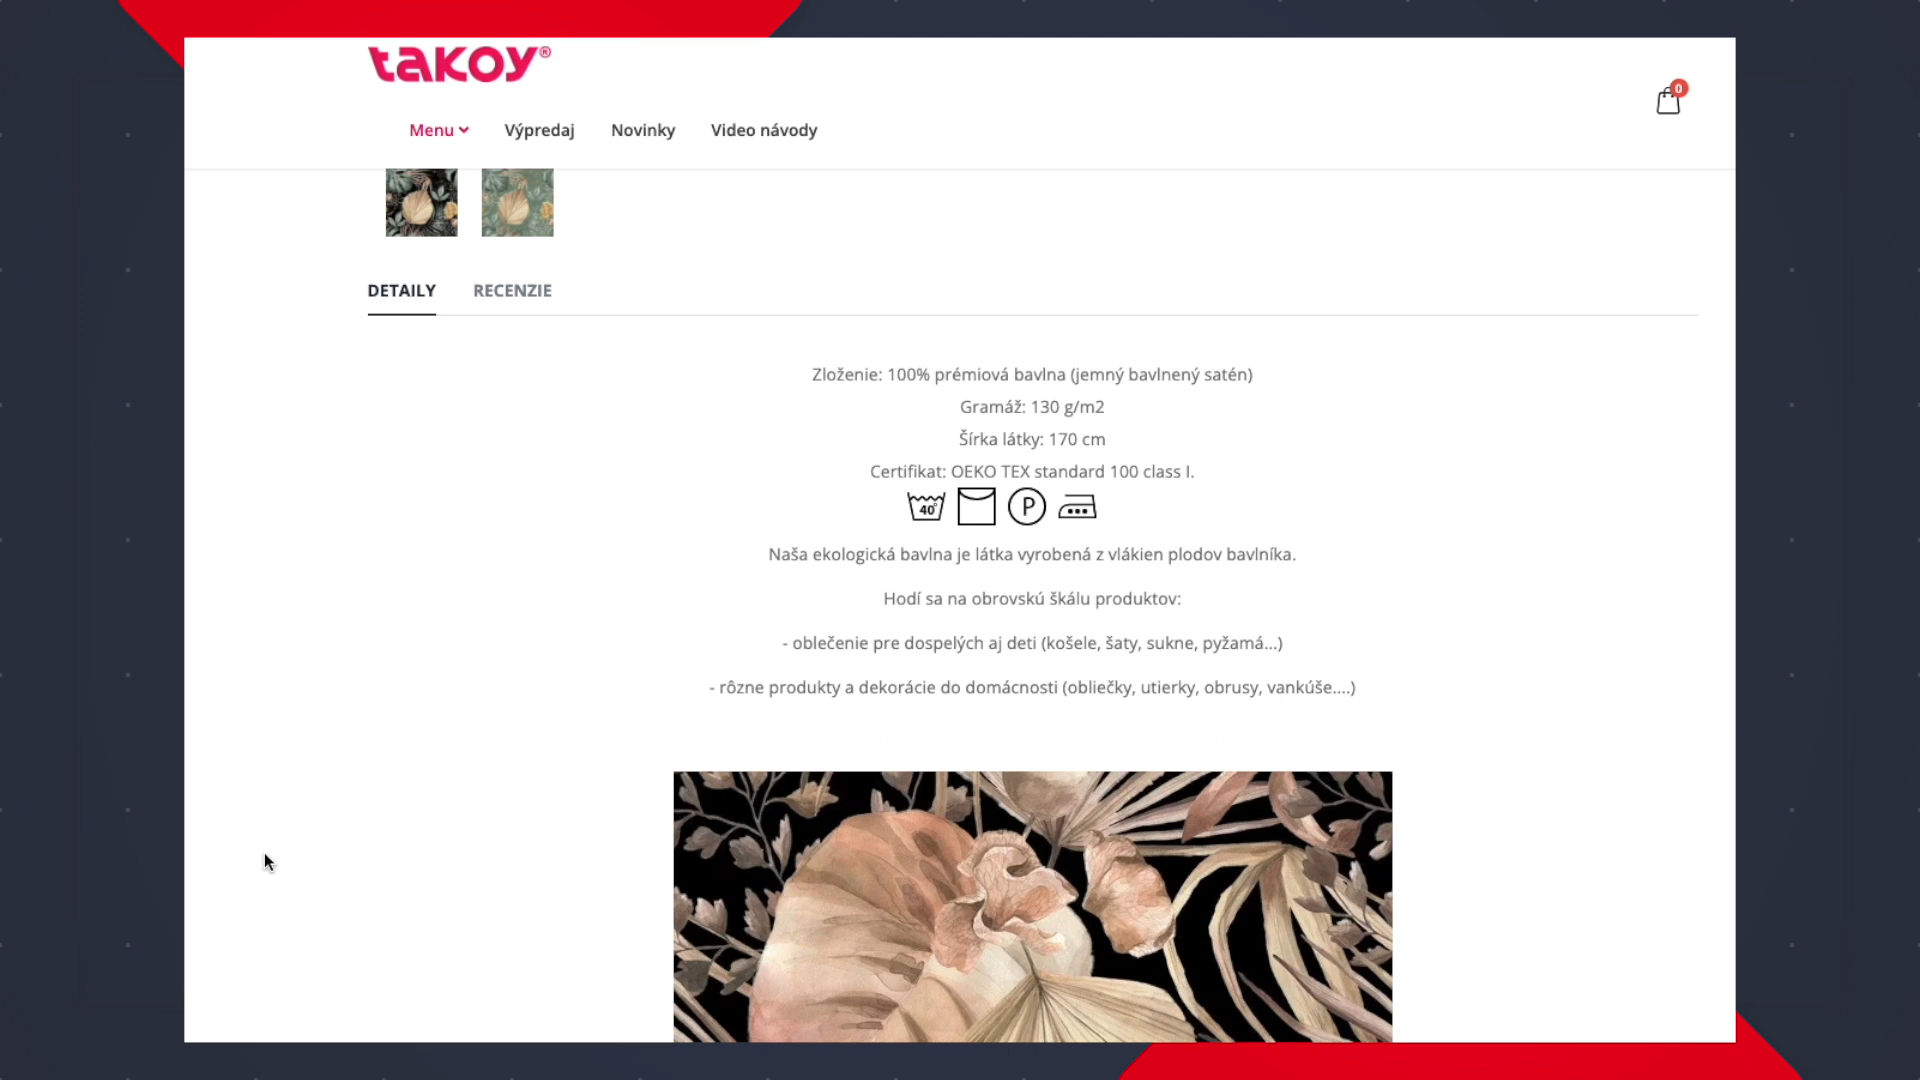 takoy®
0
Menu
Výpredaj
Novinky
Video návody
DETAILY
RECENZIE
Zloženie: 100% prémiová bavlna (jemný bavlnený satén)
Gramáž: 130 g/m2
Šírka látky: 170 cm
Certifikat: OEKO TEX standard 100 class I.
40°
P
Naša ekologická bavlna je látka vyrobená z vlákien plodov bavlníka.
Hodí sa na obrovskú škálu produktov:
- oblečenie pre dospelých aj deti (košele, šaty, sukne, pyžamá...)
- rôzne produkty a dekorácie do domácnosti (obliečky, utierky, obrusy, vankúše....)